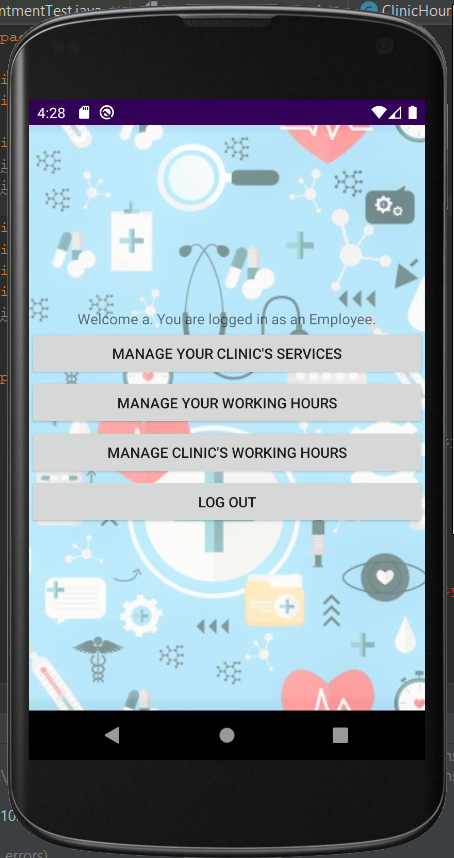 ntmentTest.java
ClinicHour
4:28
Welcome a. You are logged in as an Employee.
MANAGE YOUR CLINIC'S SERVICES
MANAGE YOUR WORKING HOURS
MANAGE CLINIC'S WORKING HOURS
LOG OUT
errors)